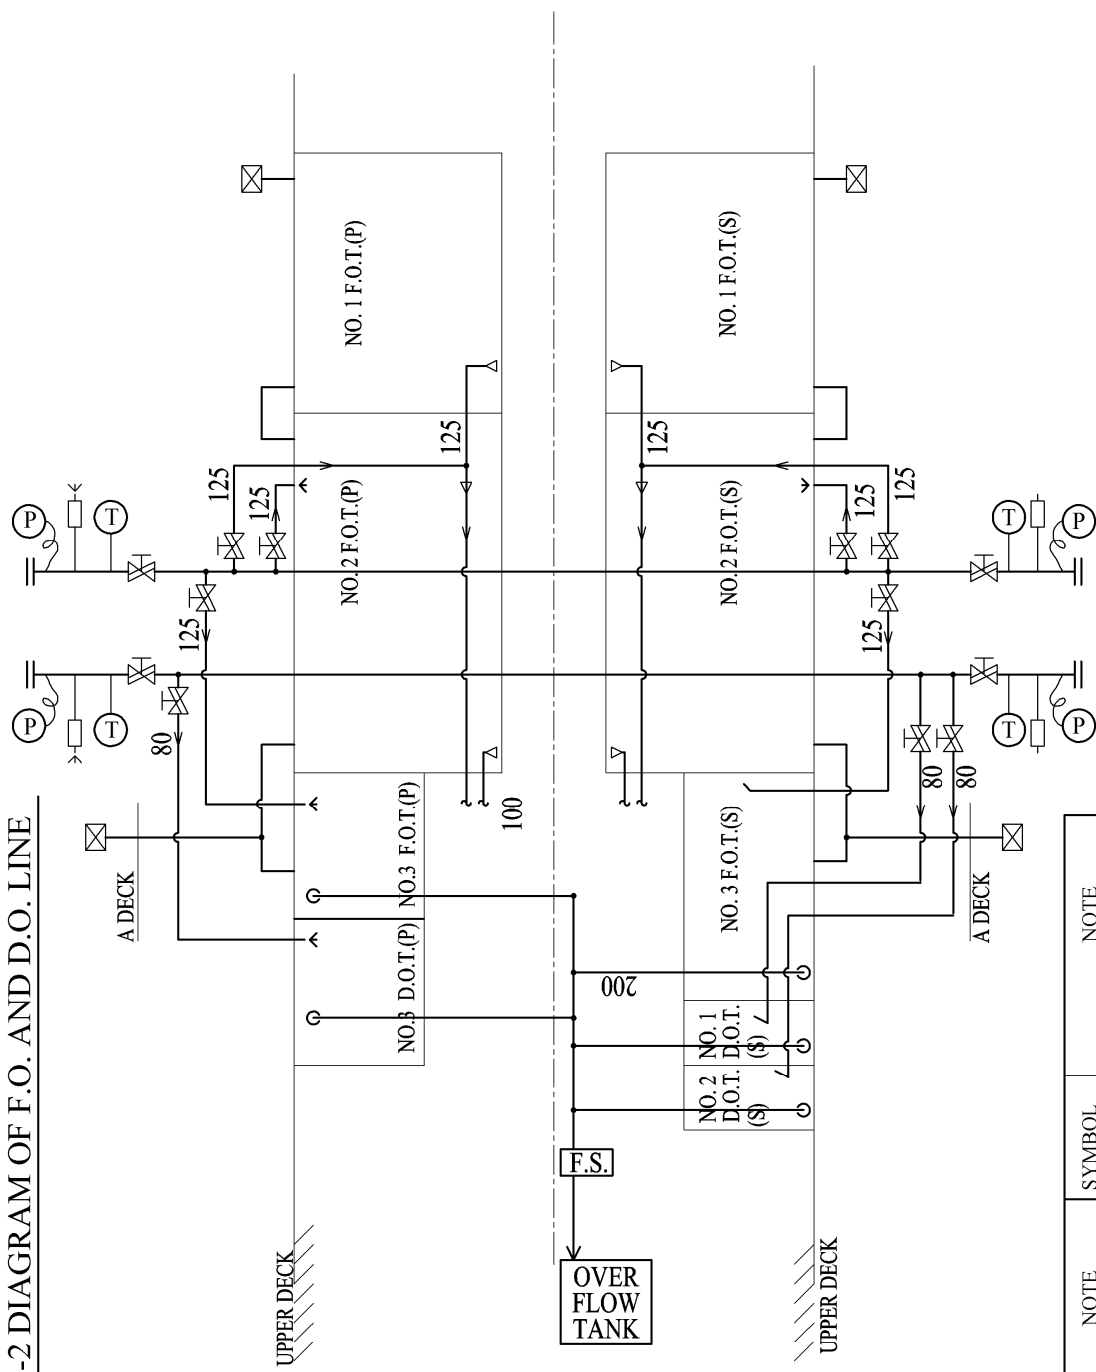 -2 DIAGRAM OF F.O. AND D.O. LINE
P
T
P
T
125
125
125
125
80
A DECK
NO. 1 F.O.T.(P)
NO. 2 F.O.T.(P)
NO.3 F.O.T.(P)
NO.3 D.O.T.(P)
UPPER DECK
100
200
F.S.
OVER
FLOW
TANK
125
NO. 1 F.O.T.(S)
NO. 2 F.O.T.(S)
NO. 3 F.O.T.(S)
NO. 1
D.O.T.
(S)
NO. 2
D.O.T.
(S)
UPPER DECK
125
125
125
80
80
A DECK
T
P
T
P
NOTE
SYMBOL
NOTE